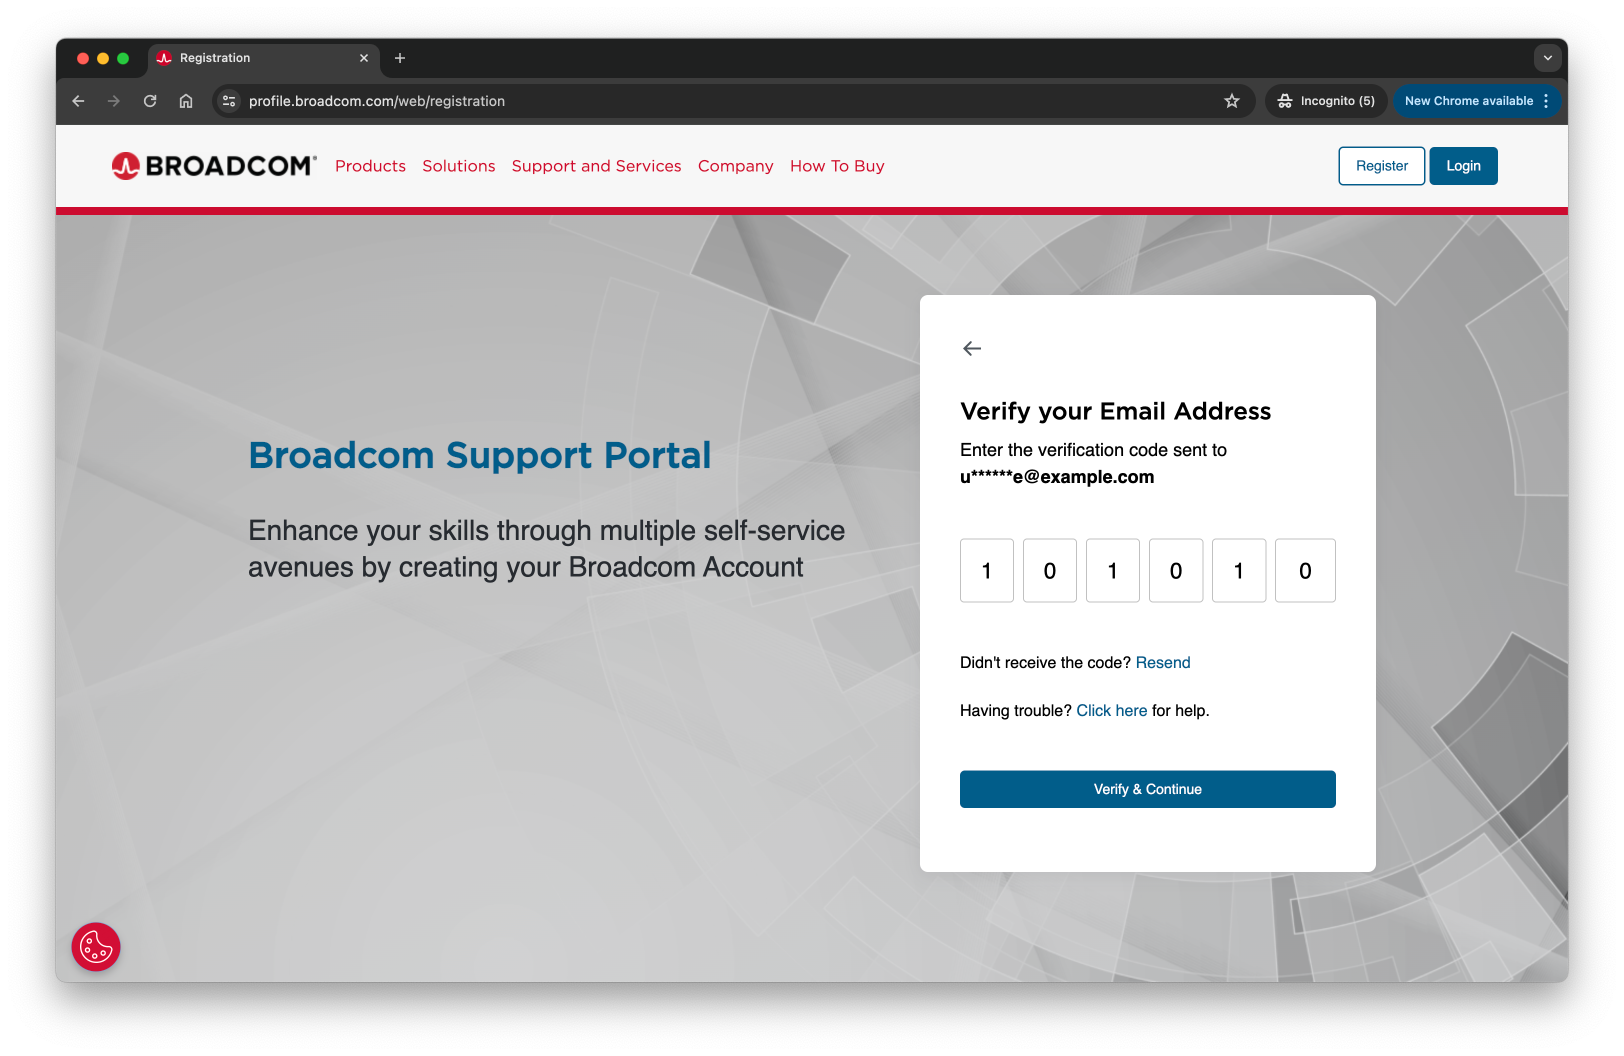 Registration
profile.broadcom.com/web/registration
Incognito (5)
New Chrome available
BROADCOM
Products
Solutions
Support and Services
Company
How To Buy
Register
Login
Broadcom Support Portal
Enhance your skills through multiple self-service
avenues by creating your Broadcom Account
Verify your Email Address
Enter the verification code sent to
u******e@example.com
1 0 1 0 1 0
Didn't receive the code? Resend
Having trouble? Click here for help.
Verify & Continue